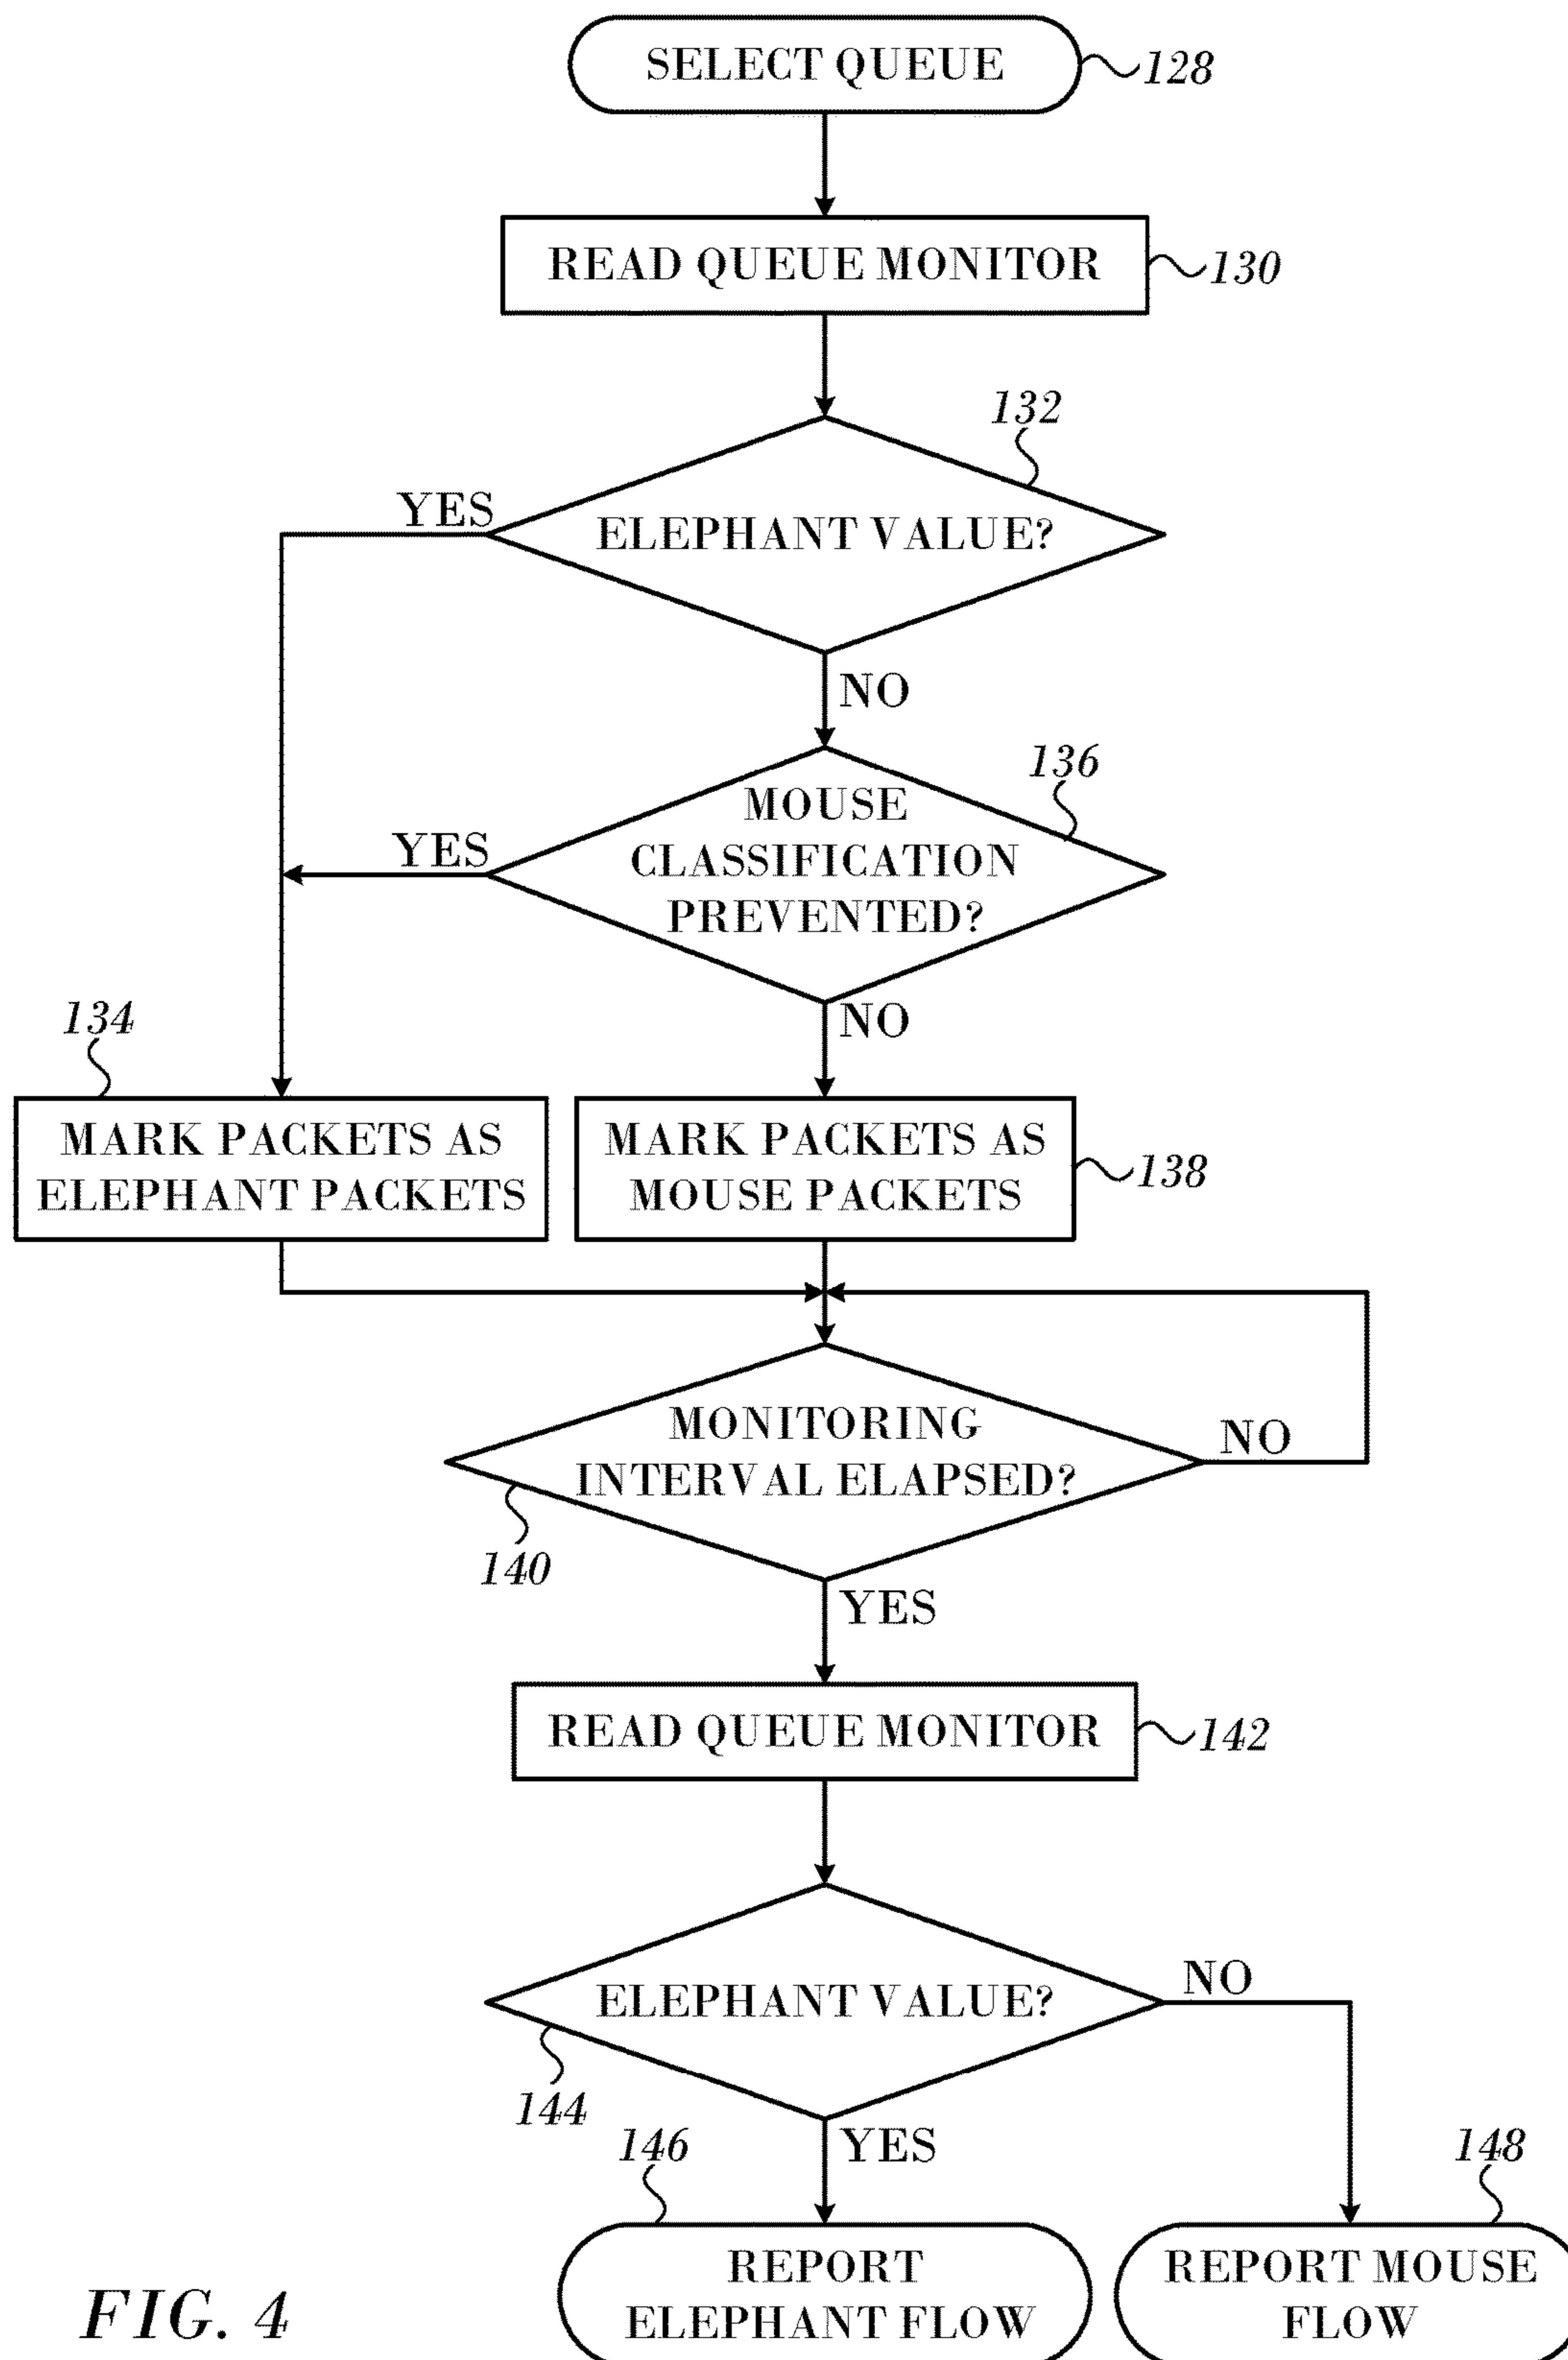 SELECT QUEUE
128
READ QUEUE MONITOR
130
132
YES
ELEPHANT VALUE?
NO
136
MOUSE
CLASSIFICATION
PREVENTED?
YES
NO
134
MARK PACKETS AS
ELEPHANT PACKETS
MARK PACKETS AS
MOUSE PACKETS
138
MONITORING
INTERVAL ELAPSED?
NO
140
YES
READ QUEUE MONITOR
142
ELEPHANT VALUE?
NO
144
YES
146
148
REPORT
ELEPHANT FLOW
REPORT MOUSE
FLOW
FIG. 4